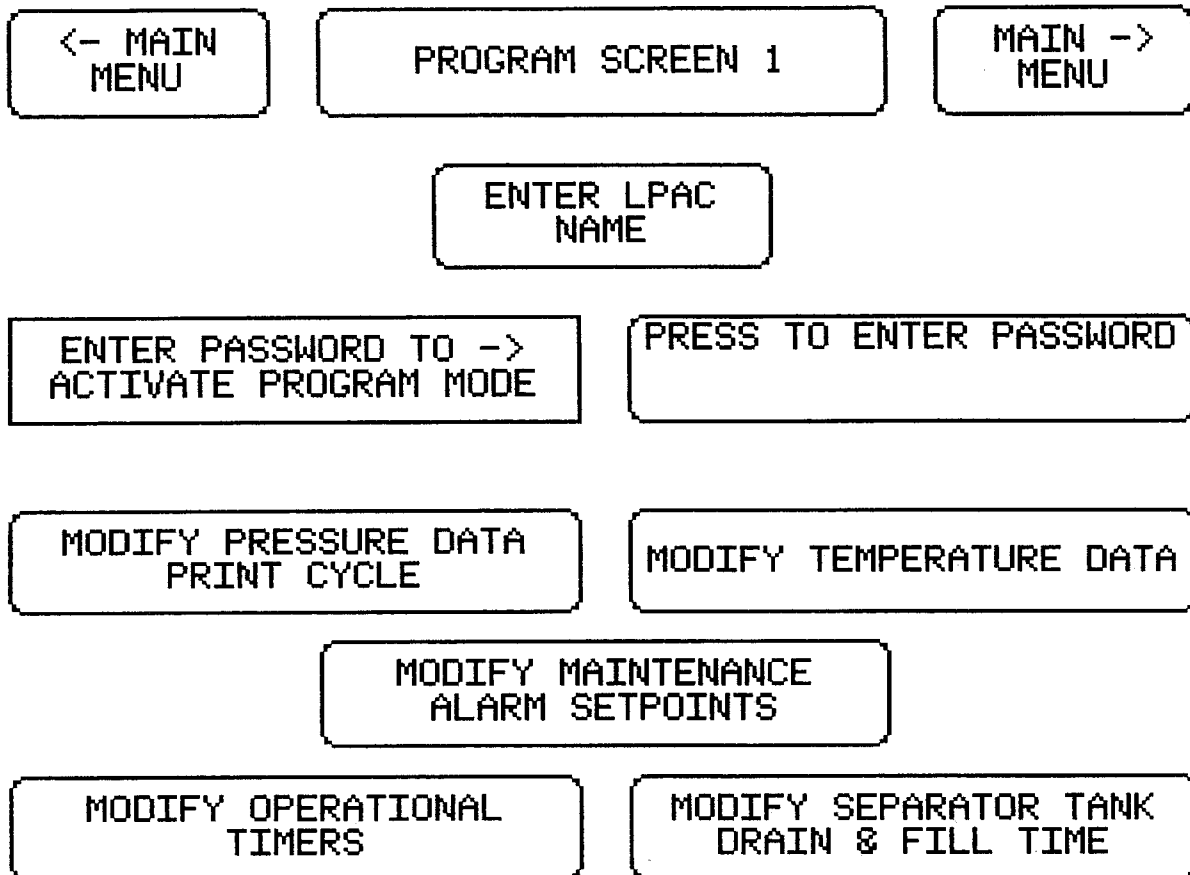 <- MAIN
MENU
PROGRAM SCREEN 1
MAIN ->
MENU
ENTER LPAC
NAME
ENTER PASSWORD TO ->
ACTIVATE PROGRAM MODE
PRESS TO ENTER PASSWORD
MODIFY PRESSURE DATA
PRINT CYCLE
MODIFY TEMPERATURE DATA
MODIFY MAINTENANCE
ALARM SETPOINTS
MODIFY OPERATIONAL
TIMERS
MODIFY SEPARATOR TANK
DRAIN & FILL TIME